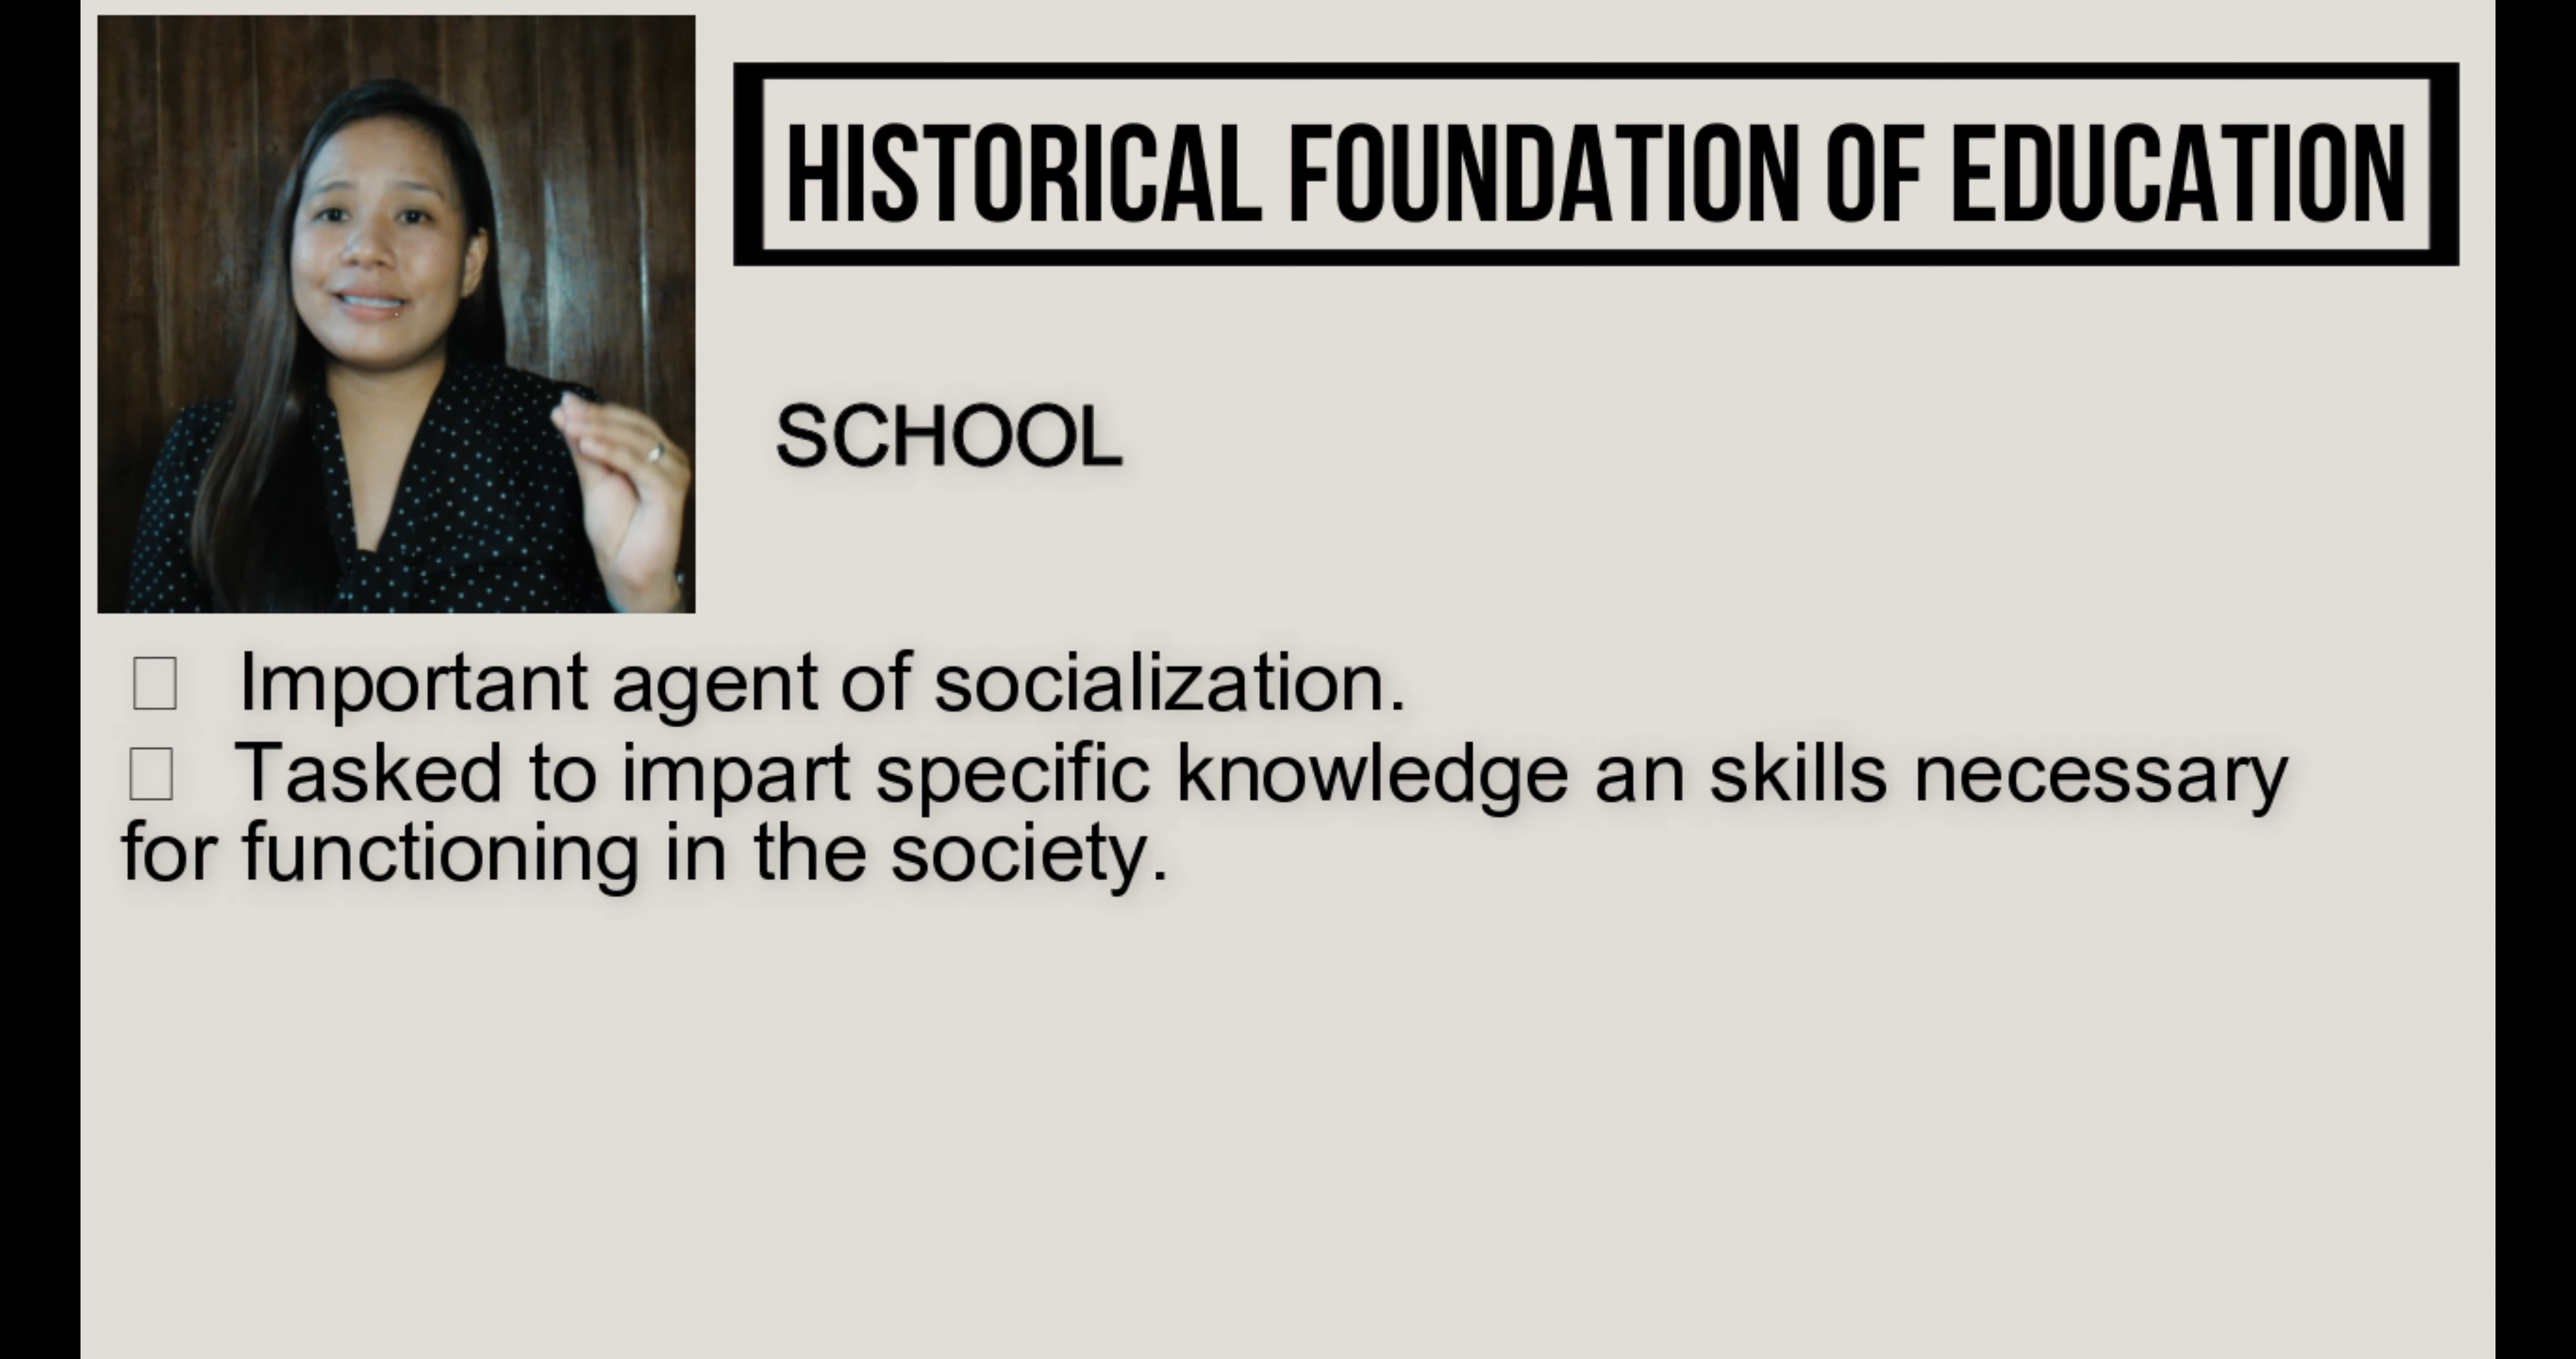 HISTORICAL FOUNDATION OF EDUCATION
SCHOOL
Important agent of socialization.
Tasked to impart specific knowledge an skills necessary
for functioning in the society.